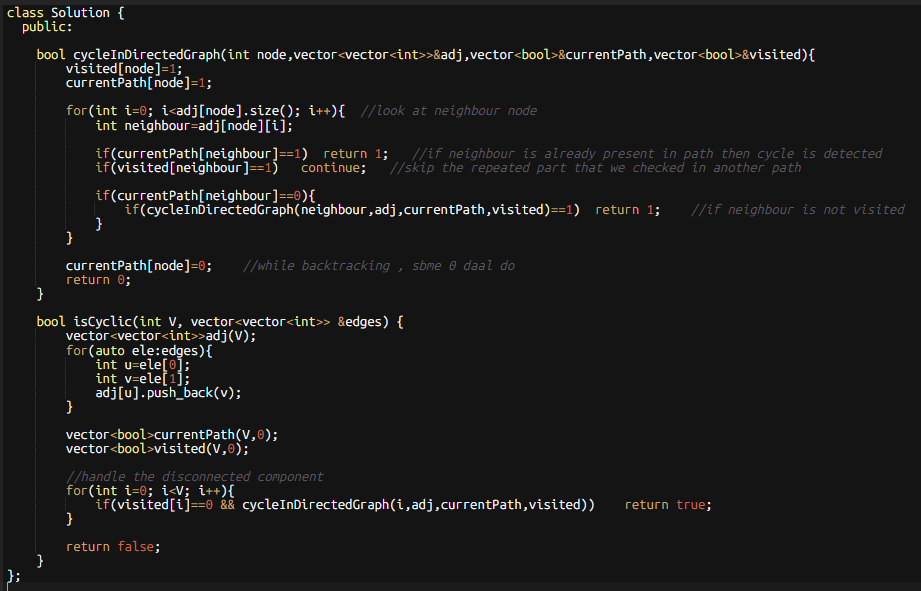 class Solution {
  public:
    bool cycleInDirectedGraph(int node,vector<vector<int>>&adj,vector<bool>&currentPath,vector<bool>&visited){
        visited[node]=1;
        currentPath[node]=1;
        for(int i=0; i<adj[node].size(); i++){  //look at neighbour node
            int neighbour=adj[node][i];
            if(currentPath[neighbour]==1)  return 1;   //if neighbour is already present in path then cycle is detected
            if(visited[neighbour]==1)   continue;   //skip the repeated part that we checked in another path
            if(currentPath[neighbour]==0){
                if(cycleInDirectedGraph(neighbour,adj,currentPath,visited)==1)  return 1;    //if neighbour is not visited
            }
        }
        currentPath[node]=0;    //while backtracking , sbme 0 daal do
        return 0;
    }
    bool isCyclic(int V, vector<vector<int>> &edges) {
        vector<vector<int>>adj(V);
        for(auto ele:edges){
            int u=ele[0];
            int v=ele[1];
            adj[u].push_back(v);
        }
        vector<bool>currentPath(V,0);
        vector<bool>visited(V,0);
        //handle the disconnected component
        for(int i=0; i<V; i++){
            if(visited[i]==0 && cycleInDirectedGraph(i,adj,currentPath,visited))    return true;
        }
        return false;
    }
};